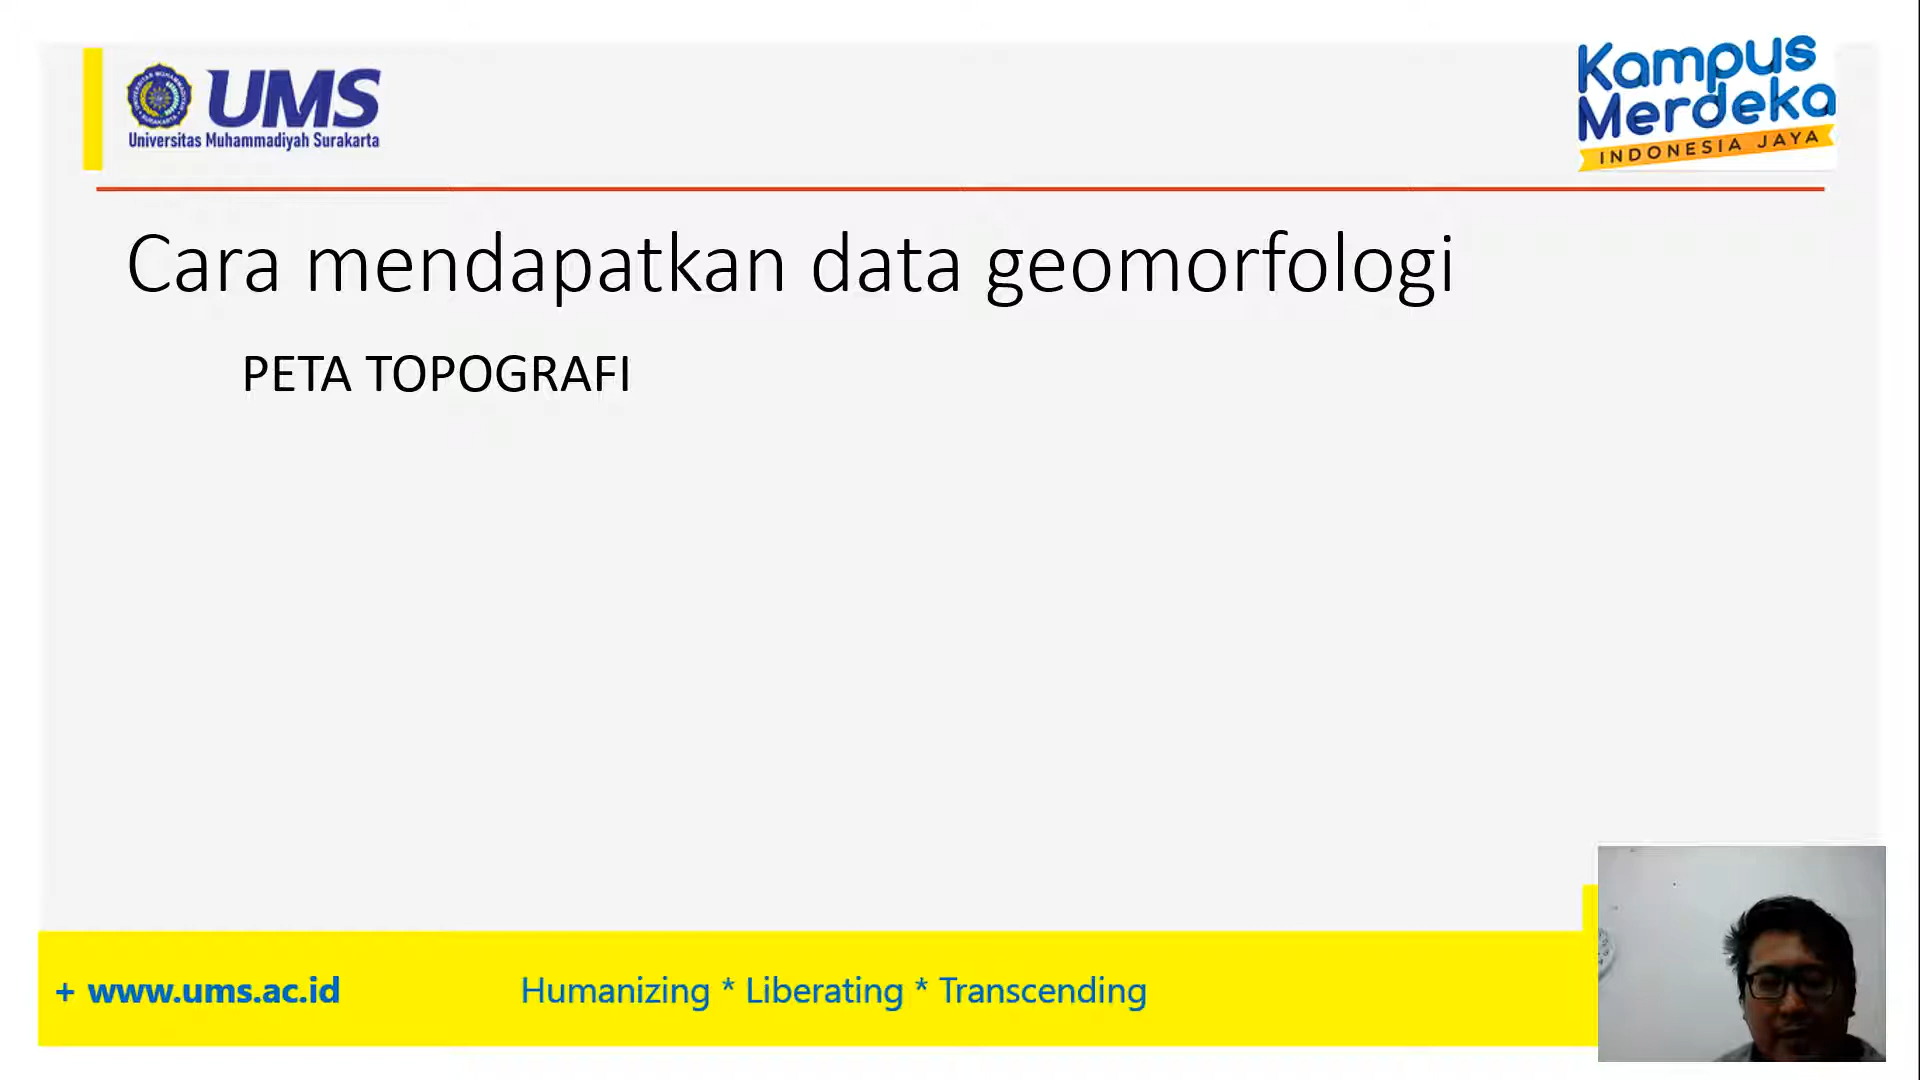 UMS
Universitas Muhammadiyah Surakarta
Kampus
Merdeka
INDONESIA JAYA
Cara mendapatkan data geomorfologi
PETA TOPOGRAFI
+ www.ums.ac.id
Humanizing * Liberating * Transcending